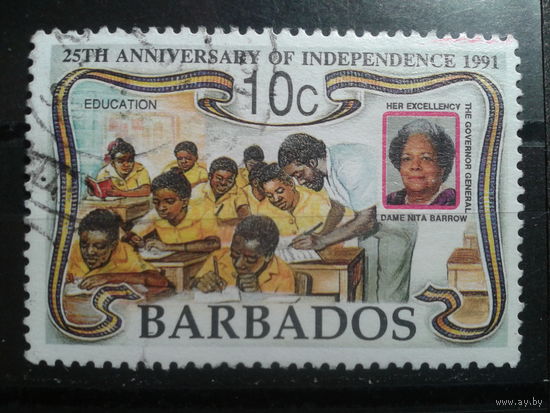 25TH ANNIVERSARY OF INDEPENDENCE 1991
10c
EDUCATION
HER EXCELLENCY
THE GOVERNOR GENERAL
DAME NITA BARROW
BARBADOS
www.ay.by